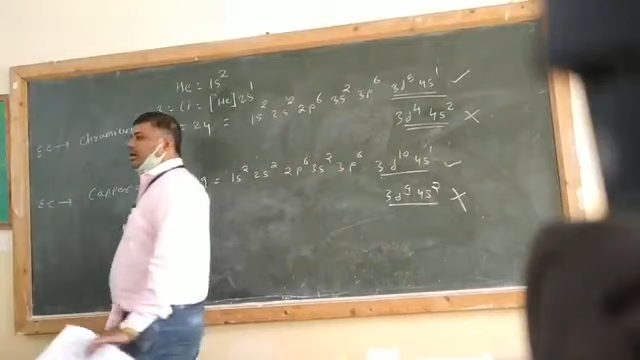 He = 1s²
Li = [He] 2s¹
E.C → chromium 24 = 1s² 2s² 2p⁶ 3s² 3p⁶ 3d⁵ 4s¹ ✓
3d⁴ 4s² ✗
E.C → Copper = 1s² 2s² 2p⁶ 3s² 3p⁶ 3d¹⁰ 4s¹ ✓
3d⁹ 4s² ✗